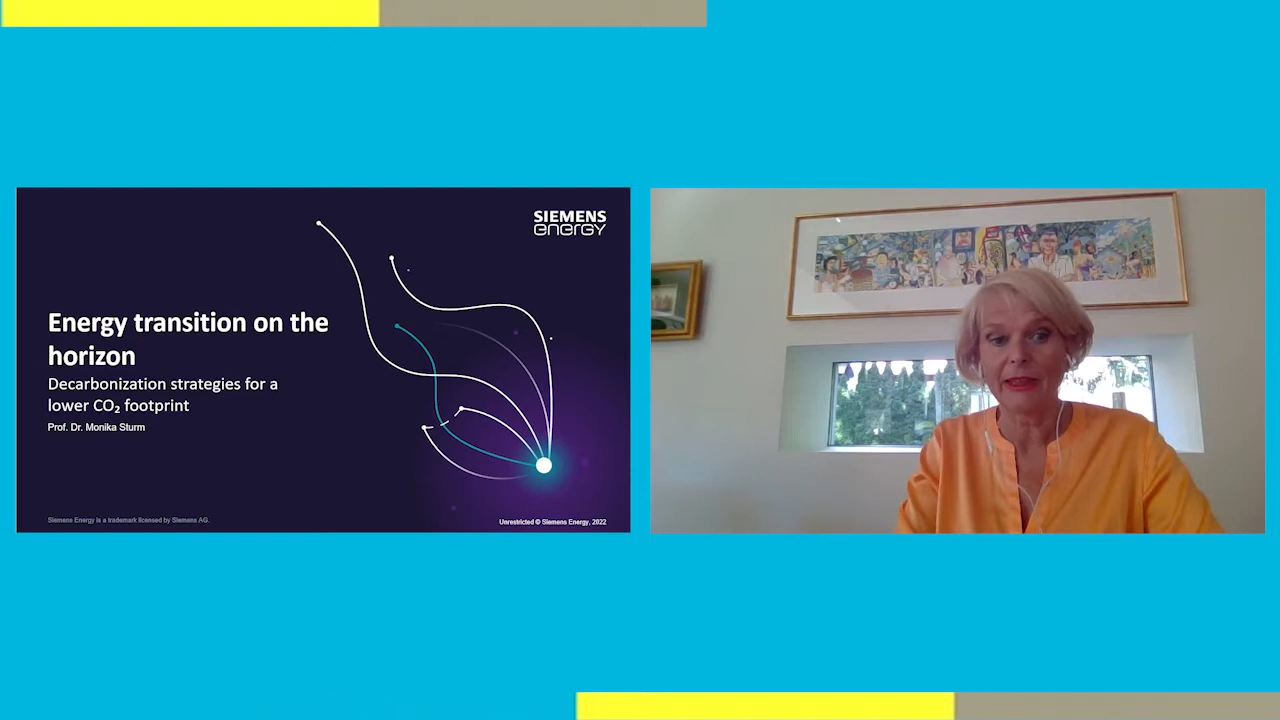 SIEMENS
energy
Energy transition on the
horizon
Decarbonization strategies for a
lower CO₂ footprint
Prof. Dr. Monika Sturm
Siemens Energy is a trademark licensed by Siemens AG.
Unrestricted © Siemens Energy, 2022